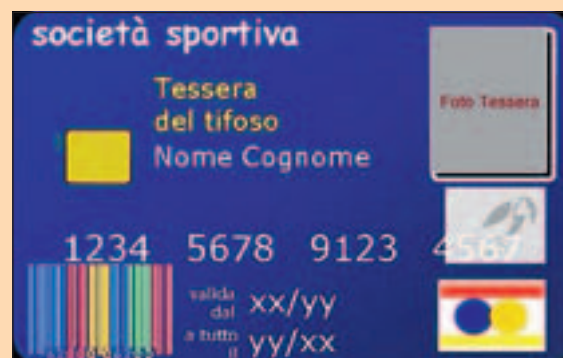 società sportiva
Tessera
del tifoso
Nome Cognome
Foto Tessera
1234 5678 9123 4567
valida
dal xx/yy
a tutto
il yy/xx